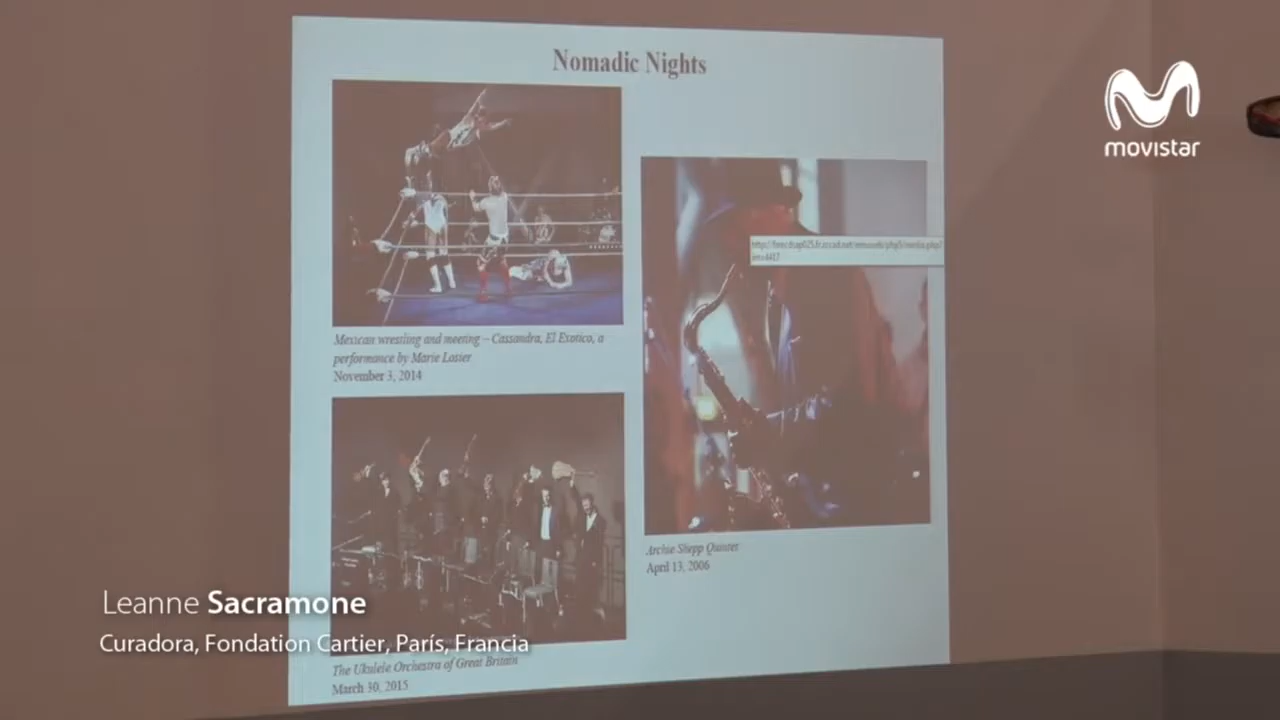 Nomadic Nights
movistar
Mexican wrestling and meeting – Cassandra, El Exotico, a
performance by Marie Losier
November 3, 2014
Archie Shepp Quintet
April 13, 2006
The Ukulele Orchestra of Great Britain
March 30, 2015
Leanne Sacramone
Curadora, Fondation Cartier, París, Francia